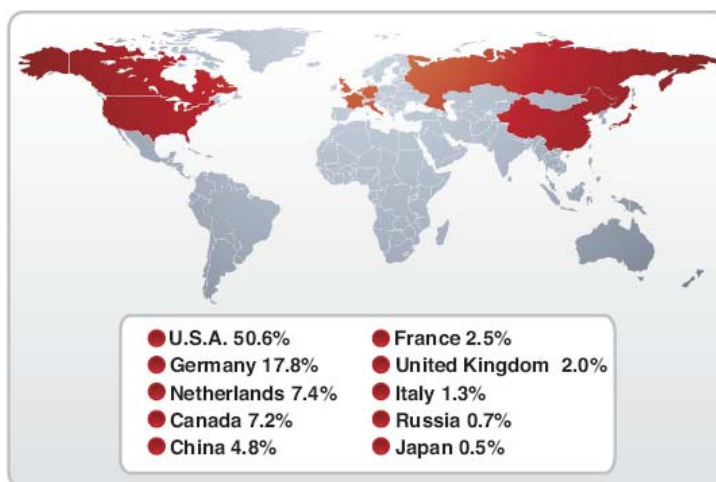 U.S.A. 50.6%
Germany 17.8%
Netherlands 7.4%
Canada 7.2%
China 4.8%
France 2.5%
United Kingdom 2.0%
Italy 1.3%
Russia 0.7%
Japan 0.5%